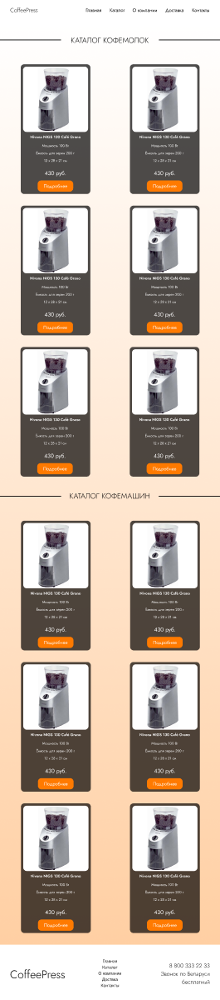 CoffeePress Главная Каталог О компании Доставка Контакты
КАТАЛОГ КОФЕМОЛОК
Nivona NIGS 130 Café Grano
Мощность 100 Вт
Емкость для зерен 200 г
12 х 28 х 21 см
430 руб.
Подробнее
Nivona NIGS 130 Café Grano
Мощность 100 Вт
Емкость для зерен 200 г
12 х 28 х 21 см
430 руб.
Подробнее
Nivona NIGS 130 Café Grano
Мощность 100 Вт
Емкость для зерен 200 г
12 х 28 х 21 см
430 руб.
Подробнее
Nivona NIGS 130 Café Grano
Мощность 100 Вт
Емкость для зерен 200 г
12 х 28 х 21 см
430 руб.
Подробнее
Nivona NIGS 130 Café Grano
Мощность 100 Вт
Емкость для зерен 200 г
12 х 28 х 21 см
430 руб.
Подробнее
Nivona NIGS 130 Café Grano
Мощность 100 Вт
Емкость для зерен 200 г
12 х 28 х 21 см
430 руб.
Подробнее
КАТАЛОГ КОФЕМАШИН
Nivona NIGS 130 Café Grano
Мощность 100 Вт
Емкость для зерен 200 г
12 х 28 х 21 см
430 руб.
Подробнее
Nivona NIGS 130 Café Grano
Мощность 100 Вт
Емкость для зерен 200 г
12 х 28 х 21 см
430 руб.
Подробнее
Nivona NIGS 130 Café Grano
Мощность 100 Вт
Емкость для зерен 200 г
12 х 28 х 21 см
430 руб.
Подробнее
Nivona NIGS 130 Café Grano
Мощность 100 Вт
Емкость для зерен 200 г
12 х 28 х 21 см
430 руб.
Подробнее
Nivona NIGS 130 Café Grano
Мощность 100 Вт
Емкость для зерен 200 г
12 х 28 х 21 см
430 руб.
Подробнее
Nivona NIGS 130 Café Grano
Мощность 100 Вт
Емкость для зерен 200 г
12 х 28 х 21 см
430 руб.
Подробнее
CoffeePress
Главная
Каталог
О компании
Доставка
Контакты
8 800 333 22 33
Звонок по Беларуси
бесплатный